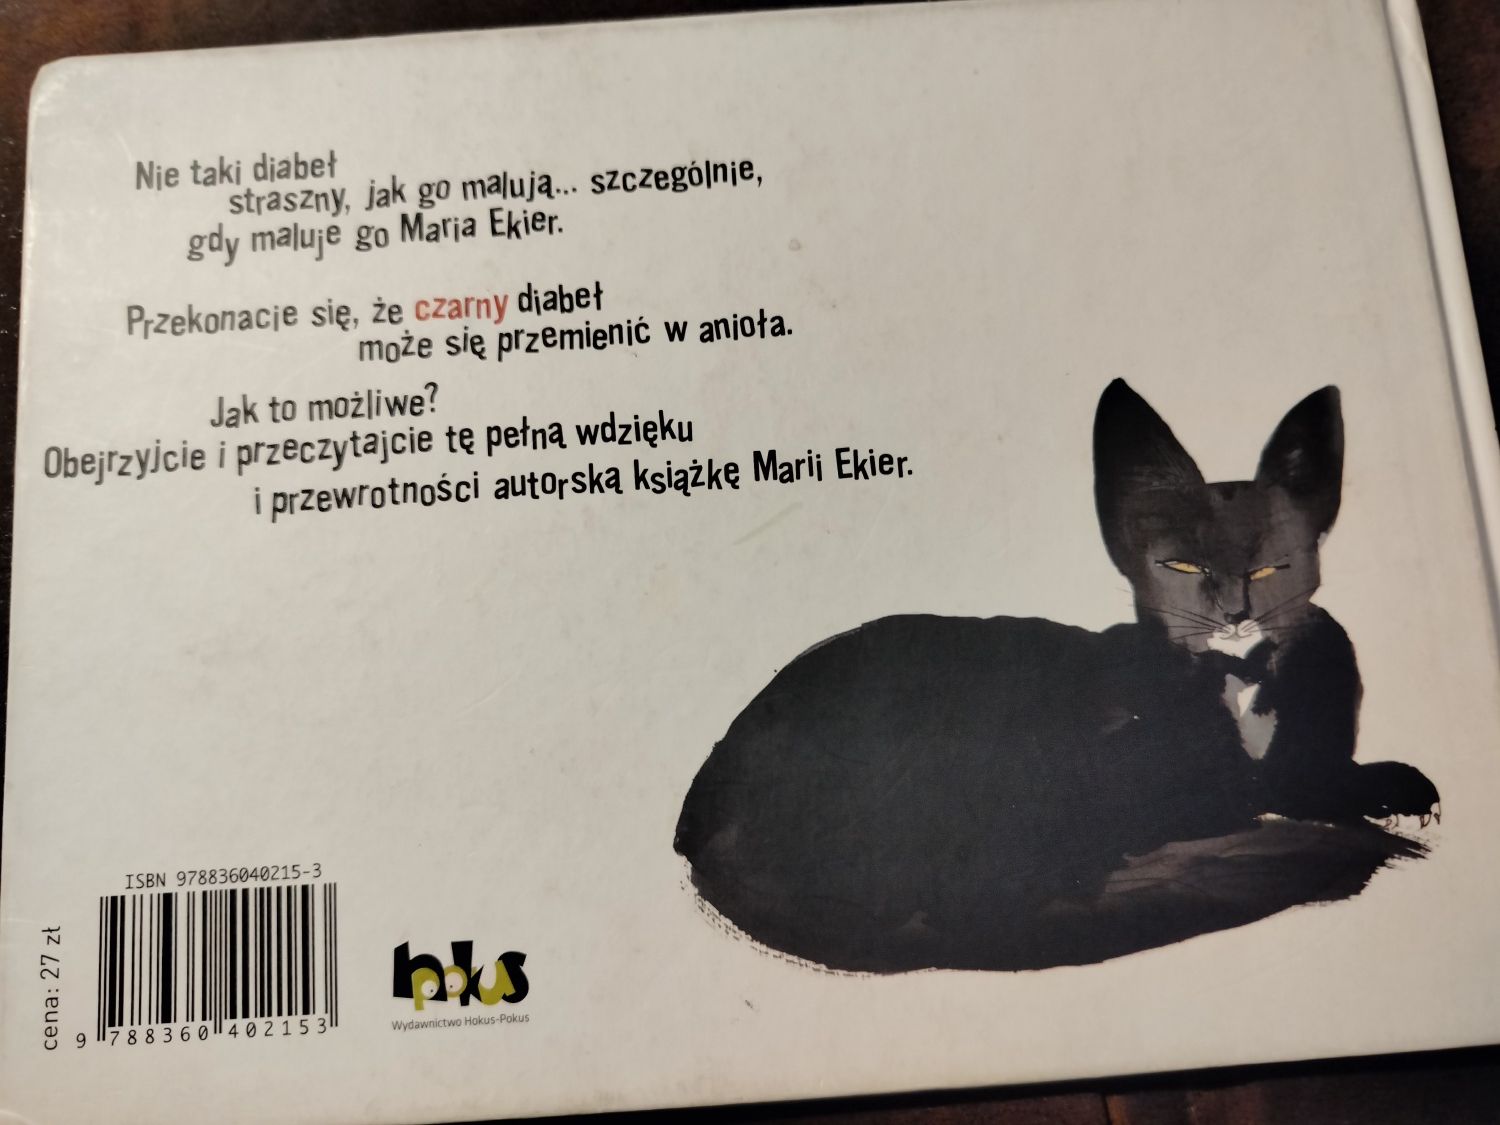 Nie taki diabeł
straszny, jak go malują... szczególnie,
gdy maluje go Maria Ekier.
Przekonacie się, że czarny diabeł
może się przemienić w anioła.
Jak to możliwe?
Obejrzyjcie i przeczytajcie tę pełną wdzięku
i przewrotności autorską książkę Marii Ekier.
ISBN 978836040215-3
cena: 27 zł
9 788360 402153
hokus
pokus
Wydawnictwo Hokus-Pokus